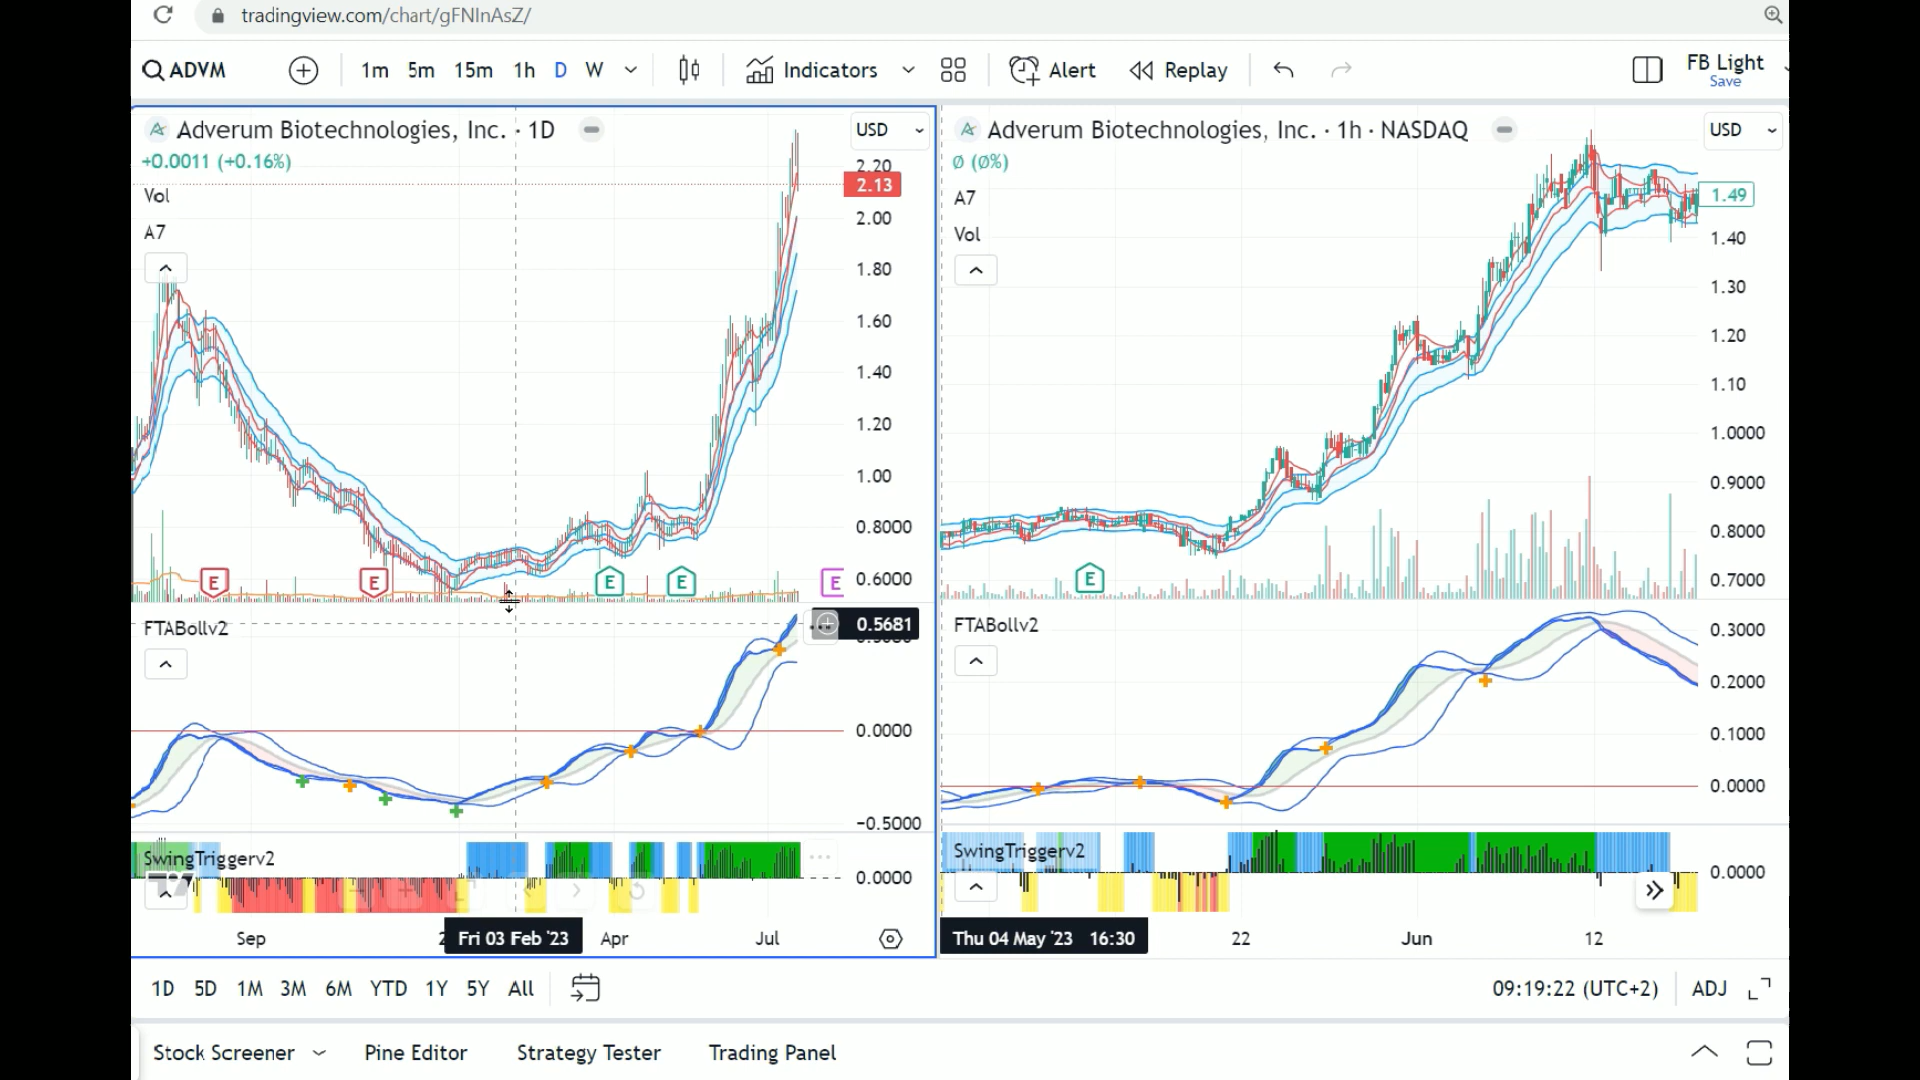 tradingview.com/chart/gFNlnAsZ/
ADVM 1m 5m 15m 1h D W Indicators Alert Replay FB Light
Save
Adverum Biotechnologies, Inc. · 1D
USD
+0.0011 (+0.16%)
Vol
A7
2.20
2.13
2.00
1.80
1.60
1.40
1.20
1.00
0.8000
0.6000
E E E E E
FTABollv2
0.5681
0.0000
−0.5000
SwingTriggerv2
0.0000
Sep Fri 03 Feb '23 Apr Jul
Adverum Biotechnologies, Inc. · 1h · NASDAQ
USD
Ø (Ø%)
A7
Vol
1.49
1.40
1.30
1.20
1.10
1.0000
0.9000
0.8000
0.7000
E
FTABollv2
0.3000
0.2000
0.1000
0.0000
SwingTriggerv2
0.0000
Thu 04 May '23 16:30 22 Jun 12
1D 5D 1M 3M 6M YTD 1Y 5Y All 09:19:22 (UTC+2) ADJ
Stock Screener Pine Editor Strategy Tester Trading Panel